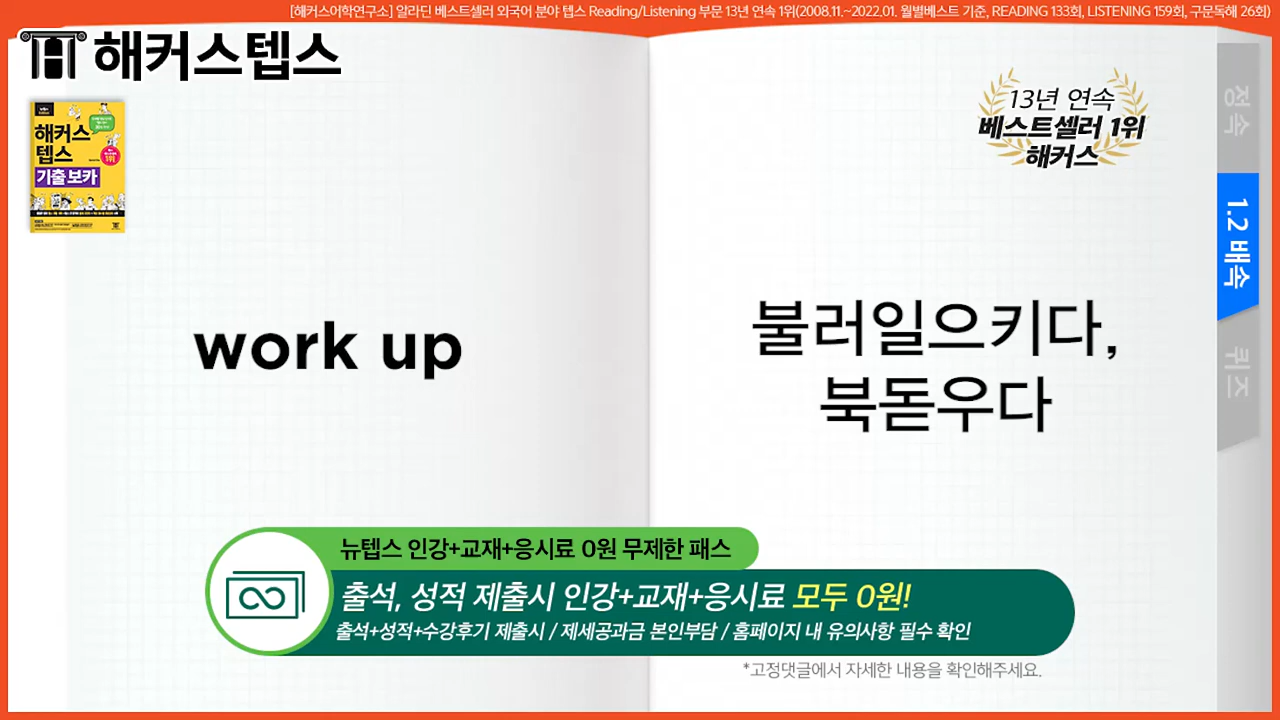 [해커스어학연구소] 알라딘 베스트셀러 외국어 분야 텝스 Reading/Listening 부문 13년 연속 1위(2008.11.~2022.01. 월별베스트 기준, READING 133회, LISTENING 159회, 구문독해 26회)
해커스텝스
해커스
텝스
기출 보카
13년 연속
베스트셀러 1위
해커스
정속
1.2 배속
퀴즈
work up
불러일으키다,
북돋우다
뉴텝스 인강+교재+응시료 0원 무제한 패스
출석, 성적 제출시 인강+교재+응시료 모두 0원!
출석+성적+수강후기 제출시 / 제세공과금 본인부담 / 홈페이지 내 유의사항 필수 확인
*고정댓글에서 자세한 내용을 확인해주세요.